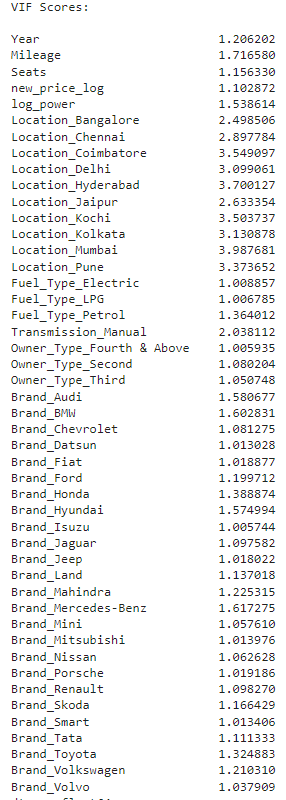 VIF Scores:
Year 1.206202
Mileage 1.716580
Seats 1.156330
new_price_log 1.102872
log_power 1.538614
Location_Bangalore 2.498506
Location_Chennai 2.897784
Location_Coimbatore 3.549097
Location_Delhi 3.099061
Location_Hyderabad 3.700127
Location_Jaipur 2.633354
Location_Kochi 3.503737
Location_Kolkata 3.130878
Location_Mumbai 3.987681
Location_Pune 3.373652
Fuel_Type_Electric 1.008857
Fuel_Type_LPG 1.006785
Fuel_Type_Petrol 1.364012
Transmission_Manual 2.038112
Owner_Type_Fourth & Above 1.005935
Owner_Type_Second 1.080204
Owner_Type_Third 1.050748
Brand_Audi 1.580677
Brand_BMW 1.602831
Brand_Chevrolet 1.081275
Brand_Datsun 1.013028
Brand_Fiat 1.018877
Brand_Ford 1.199712
Brand_Honda 1.388874
Brand_Hyundai 1.574994
Brand_Isuzu 1.005744
Brand_Jaguar 1.097582
Brand_Jeep 1.018022
Brand_Land 1.137018
Brand_Mahindra 1.225315
Brand_Mercedes-Benz 1.617275
Brand_Mini 1.057610
Brand_Mitsubishi 1.013976
Brand_Nissan 1.062628
Brand_Porsche 1.019186
Brand_Renault 1.098270
Brand_Skoda 1.166429
Brand_Smart 1.013406
Brand_Tata 1.111333
Brand_Toyota 1.324883
Brand_Volkswagen 1.210310
Brand_Volvo 1.037909